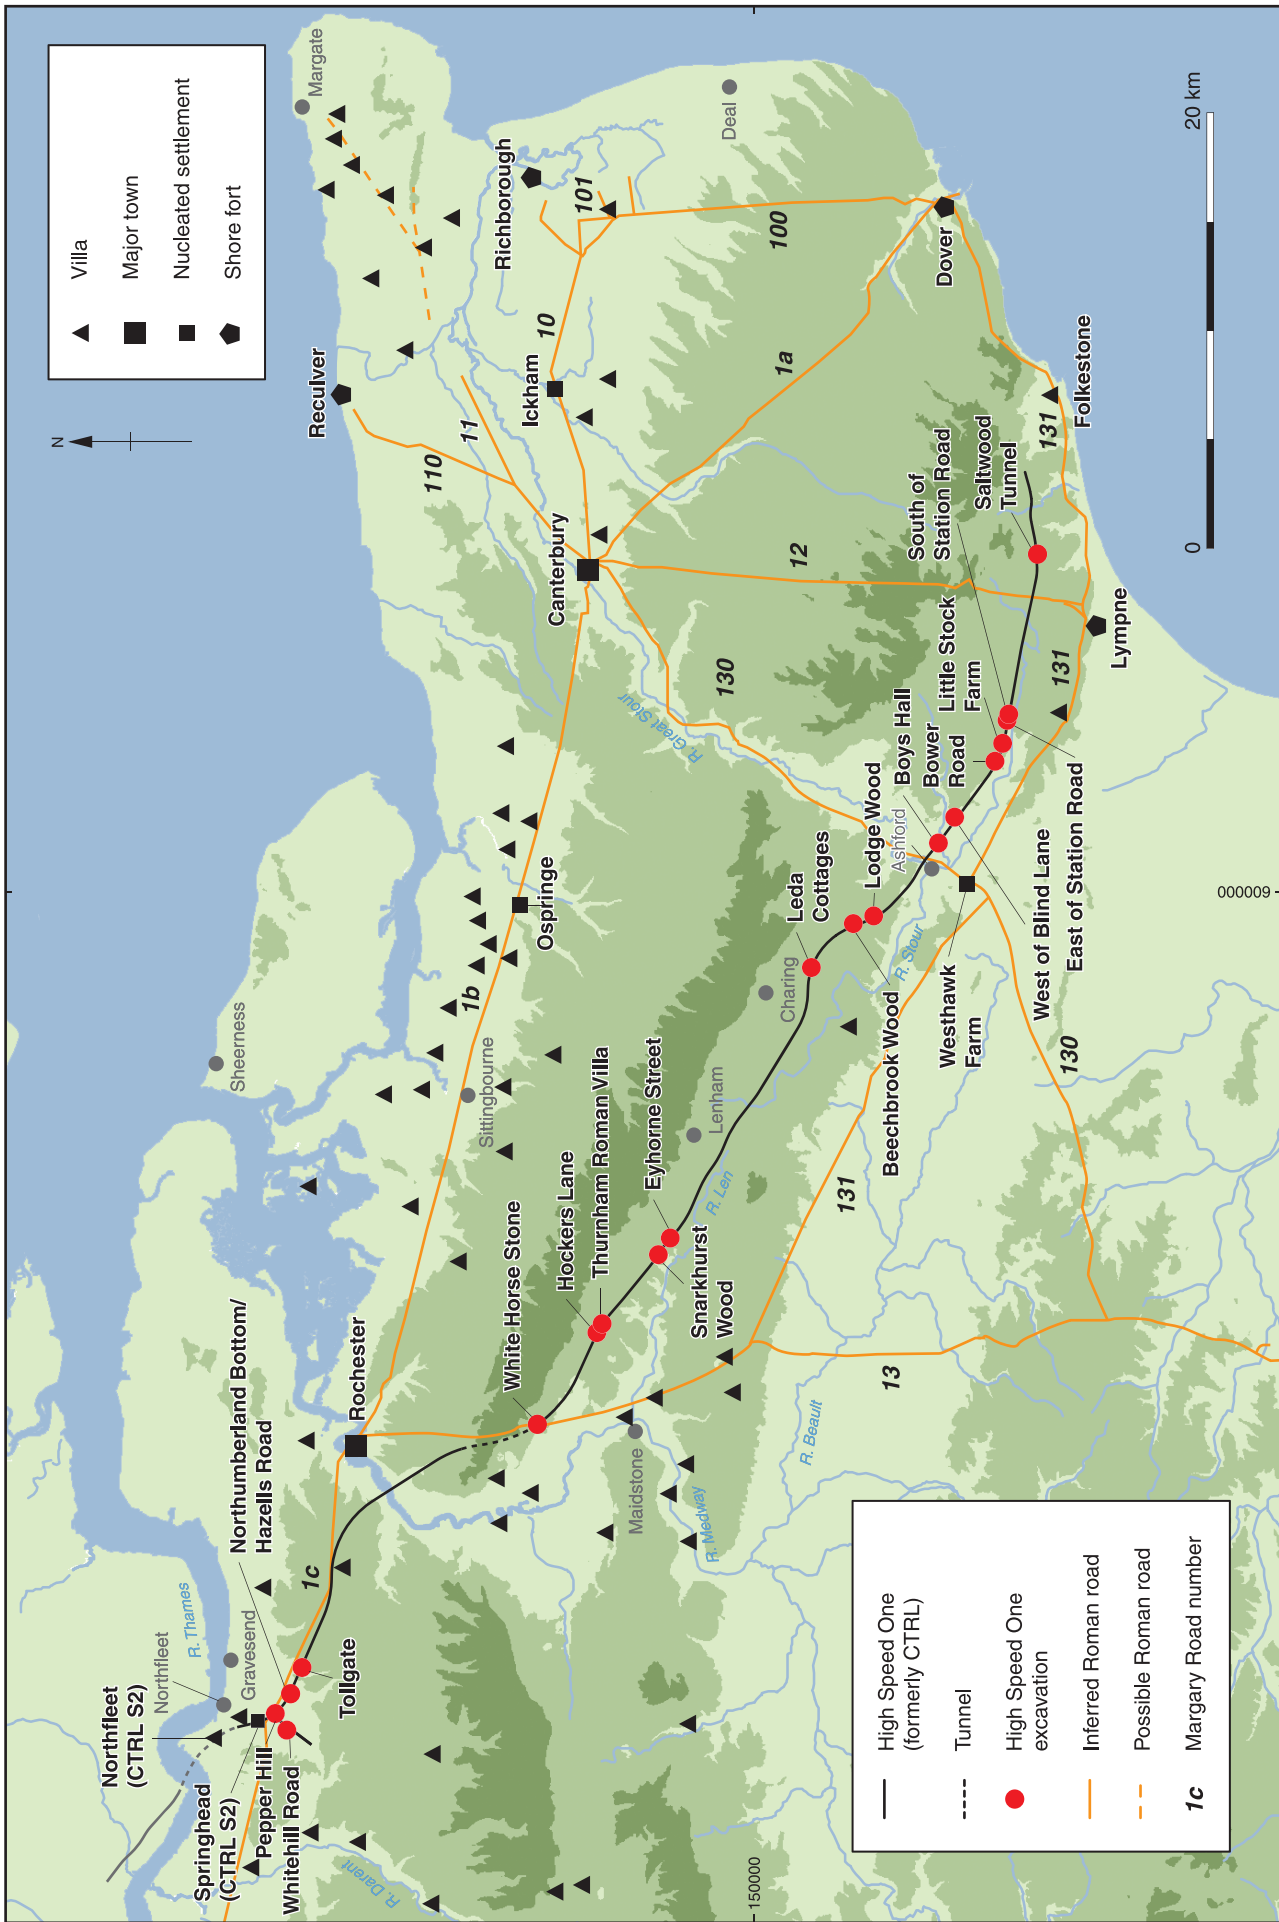 Villa
Major town
Nucleated settlement
Shore fort
N
Margate
Reculver
Richborough
Deal
Dover
Folkestone
Ickham
Canterbury
110
11
10
101
100
1a
12
131
130
131
South of
Station Road
Saltwood
Tunnel
Lympne
Little Stock
Farm
Boys Hall
Bower
Road
Lodge Wood
Ashford
Leda
Cottages
West of Blind Lane
East of Station Road
R. Great Stour
R. Stour
Charing
Beechbrook Wood
Westhawk
Farm
130
131
Ospringe
1b
Sheerness
Sittingbourne
Lenham
R. Len
Eyhorne Street
Thurnham Roman Villa
Hockers Lane
White Horse Stone
Snarkhurst
Wood
13
R. Beault
Rochester
Northumberland Bottom/
Hazells Road
Maidstone
R. Medway
1c
R. Thames
Gravesend
Northfleet
Northfleet
(CTRL S2)
Tollgate
Springhead
(CTRL S2)
Pepper Hill
Whitehill Road
R. Darent
High Speed One
(formerly CTRL)
Tunnel
High Speed One
excavation
Inferred Roman road
Possible Roman road
1c
Margary Road number
0
20 km
000009
150000